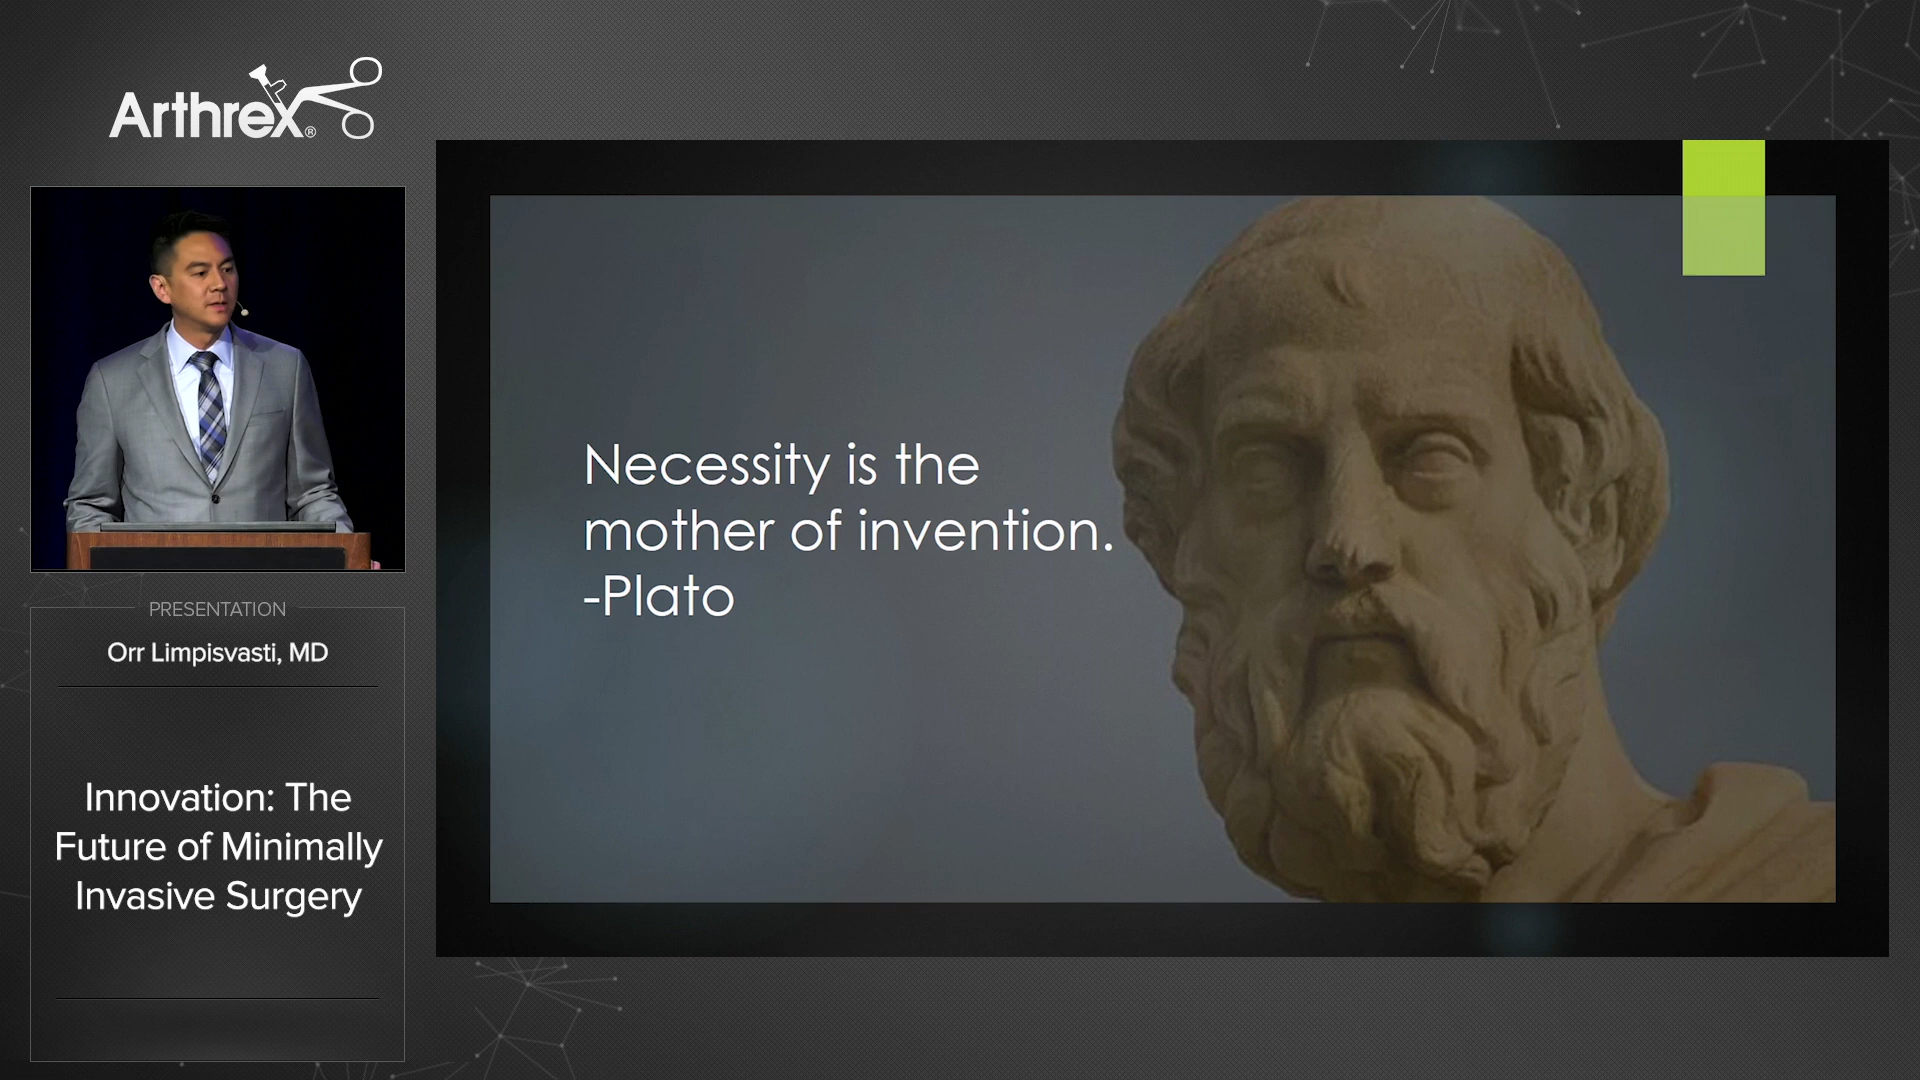 Arthrex®
PRESENTATION
Orr Limpisvasti, MD
Innovation: The
Future of Minimally
Invasive Surgery
Necessity is the
mother of invention.
-Plato